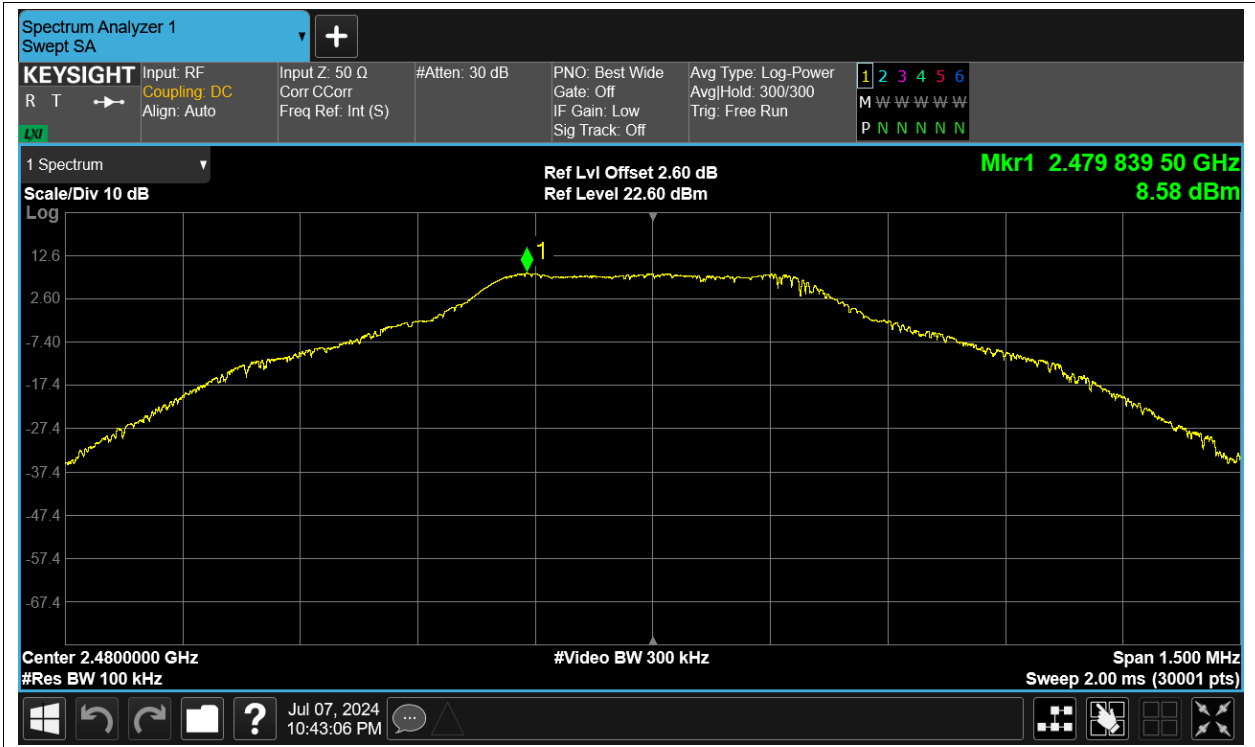 Spectrum Analyzer 1
Swept SA
+
KEYSIGHT
R T
LXI
Input: RF
Coupling: DC
Align: Auto
Input Z: 50 Ω
Corr CCorr
Freq Ref: Int (S)
#Atten: 30 dB
PNO: Best Wide
Gate: Off
IF Gain: Low
Sig Track: Off
Avg Type: Log-Power
Avg|Hold: 300/300
Trig: Free Run
1 2 3 4 5 6
M W W W W W
P N N N N N
1 Spectrum
Scale/Div 10 dB
Log
Ref Lvl Offset 2.60 dB
Ref Level 22.60 dBm
Mkr1 2.479 839 50 GHz
8.58 dBm
1
12.6
2.60
-7.40
-17.4
-27.4
-37.4
-47.4
-57.4
-67.4
Center 2.4800000 GHz
#Res BW 100 kHz
#Video BW 300 kHz
Span 1.500 MHz
Sweep 2.00 ms (30001 pts)
?
Jul 07, 2024
10:43:06 PM